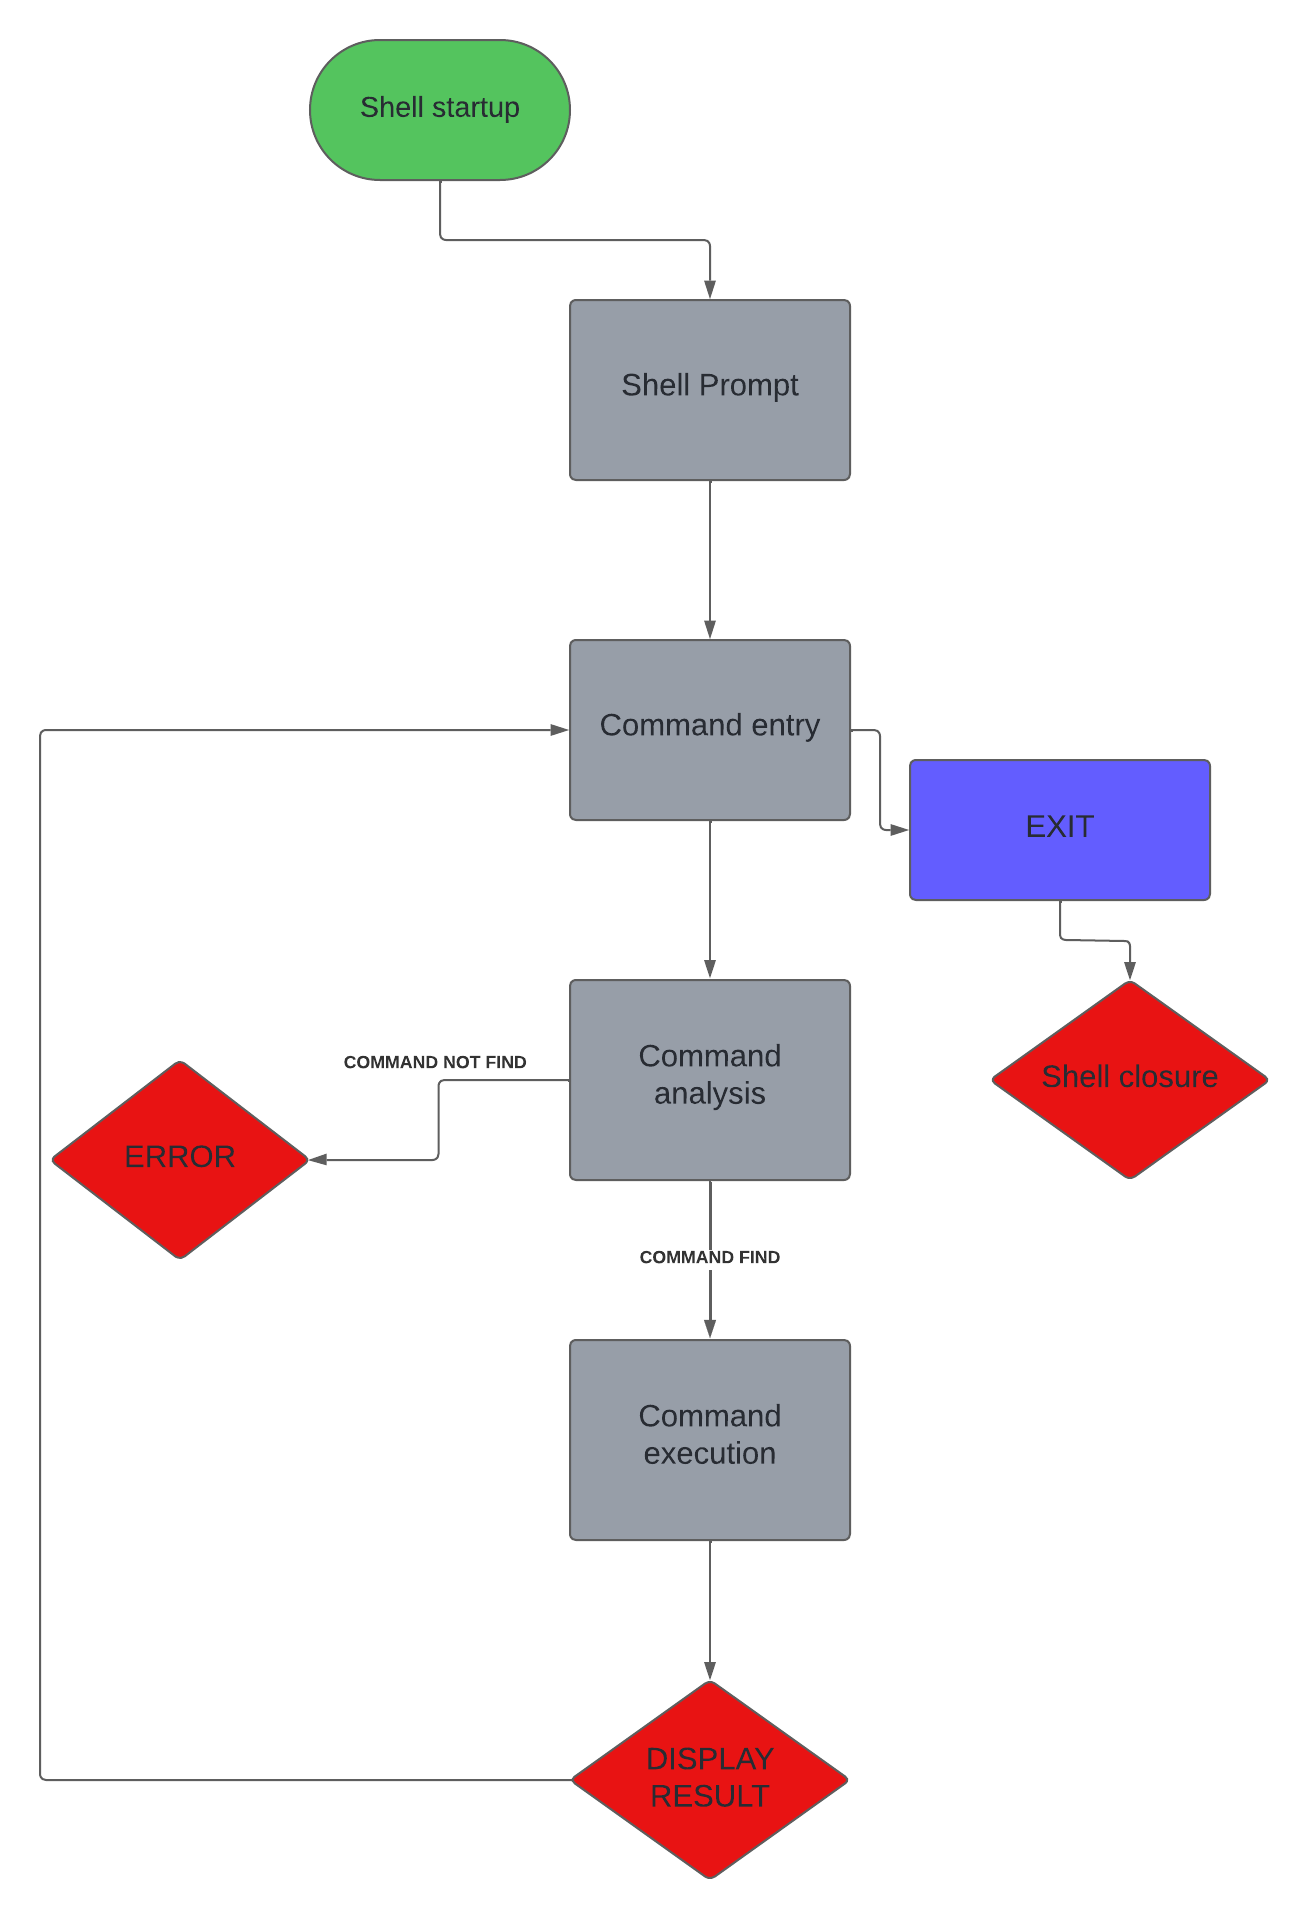 Shell startup
Shell Prompt
Command entry
EXIT
Command
analysis
COMMAND NOT FIND
Shell closure
ERROR
COMMAND FIND
Command
execution
DISPLAY
RESULT